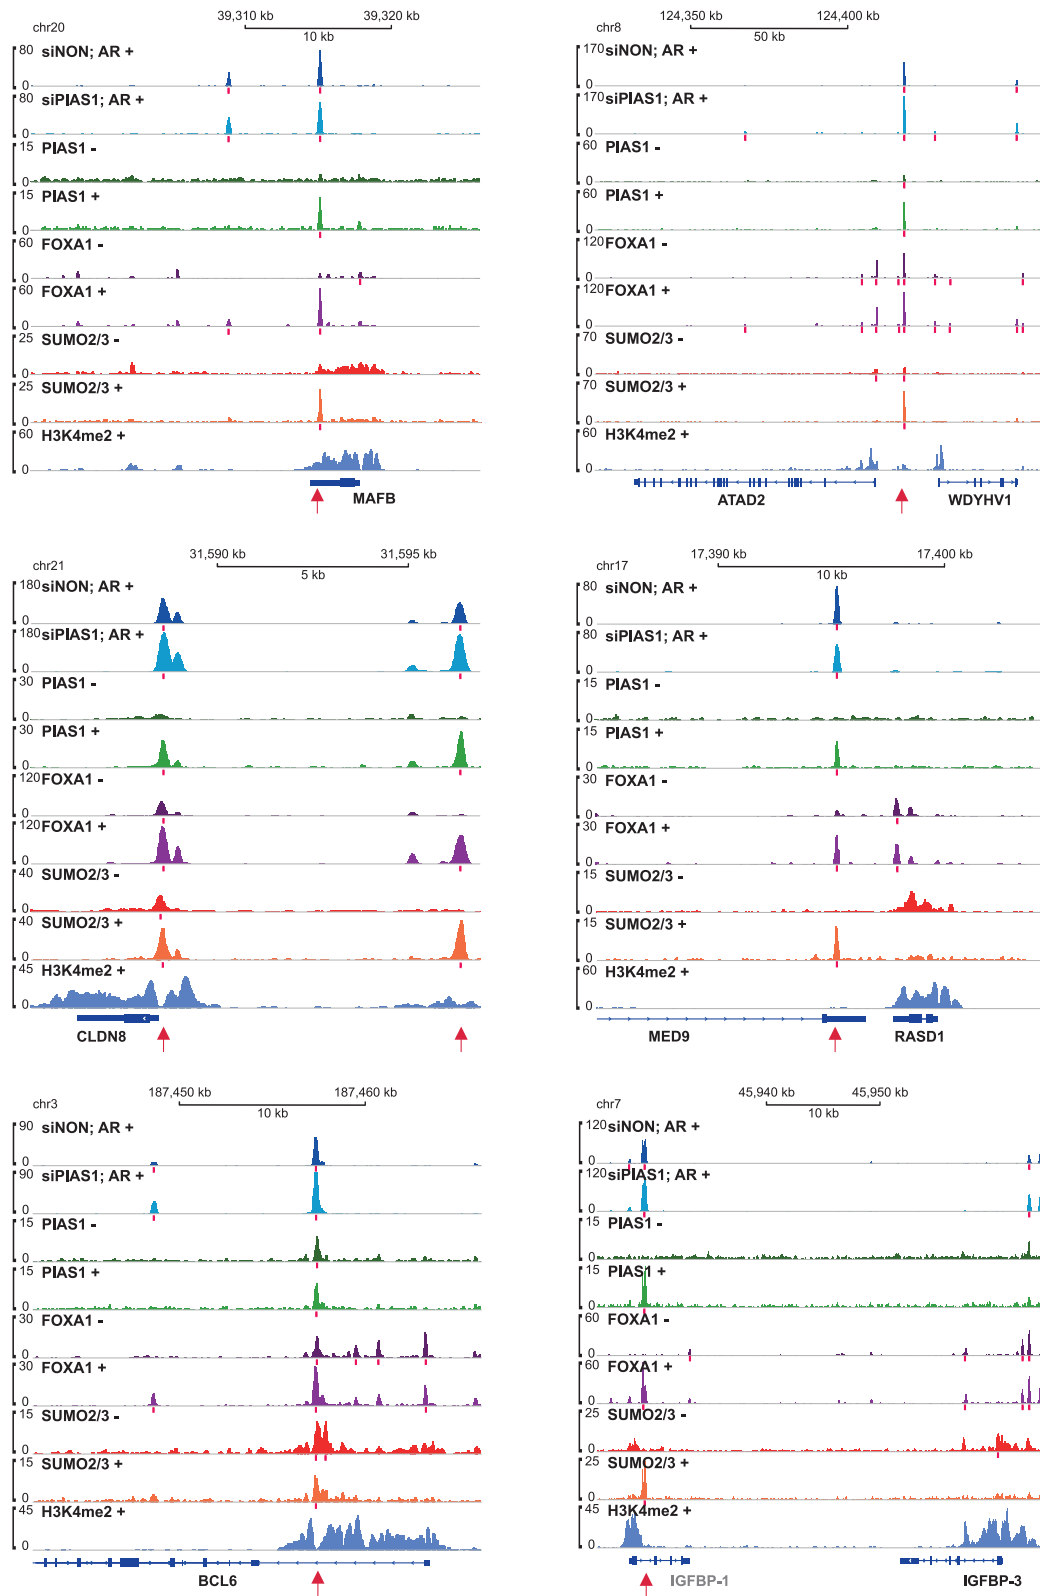 chr20 39,310 kb 39,320 kb
10 kb
80 siNON; AR +
0
80 siPIAS1; AR +
0
15 PIAS1 -
0
15 PIAS1 +
0
60 FOXA1 -
0
60 FOXA1 +
0
25 SUMO2/3 -
0
25 SUMO2/3 +
0
60 H3K4me2 +
0
MAFB
chr8 124,350 kb 124,400 kb
50 kb
170 siNON; AR +
0
170 siPIAS1; AR +
0
60 PIAS1 -
0
60 PIAS1 +
0
120 FOXA1 -
0
120 FOXA1 +
0
70 SUMO2/3 -
0
70 SUMO2/3 +
0
60 H3K4me2 +
0
ATAD2 WDYHV1
chr21 31,590 kb 31,595 kb
5 kb
180 siNON; AR +
0
180 siPIAS1; AR +
0
30 PIAS1 -
0
30 PIAS1 +
0
120 FOXA1 -
0
120 FOXA1 +
0
40 SUMO2/3 -
0
40 SUMO2/3 +
0
45 H3K4me2 +
0
CLDN8
chr17 17,390 kb 17,400 kb
10 kb
80 siNON; AR +
0
80 siPIAS1; AR +
0
15 PIAS1 -
0
15 PIAS1 +
0
30 FOXA1 -
0
30 FOXA1 +
0
15 SUMO2/3 -
0
15 SUMO2/3 +
0
60 H3K4me2 +
0
MED9 RASD1
chr3 187,450 kb 187,460 kb
10 kb
90 siNON; AR +
0
90 siPIAS1; AR +
0
15 PIAS1 -
0
15 PIAS1 +
0
30 FOXA1 -
0
30 FOXA1 +
0
15 SUMO2/3 -
0
15 SUMO2/3 +
0
45 H3K4me2 +
0
BCL6
chr7 45,940 kb 45,950 kb
10 kb
120 siNON; AR +
0
120 siPIAS1; AR +
0
15 PIAS1 -
0
15 PIAS1 +
0
60 FOXA1 -
0
60 FOXA1 +
0
25 SUMO2/3 -
0
25 SUMO2/3 +
0
45 H3K4me2 +
0
IGFBP-1 IGFBP-3